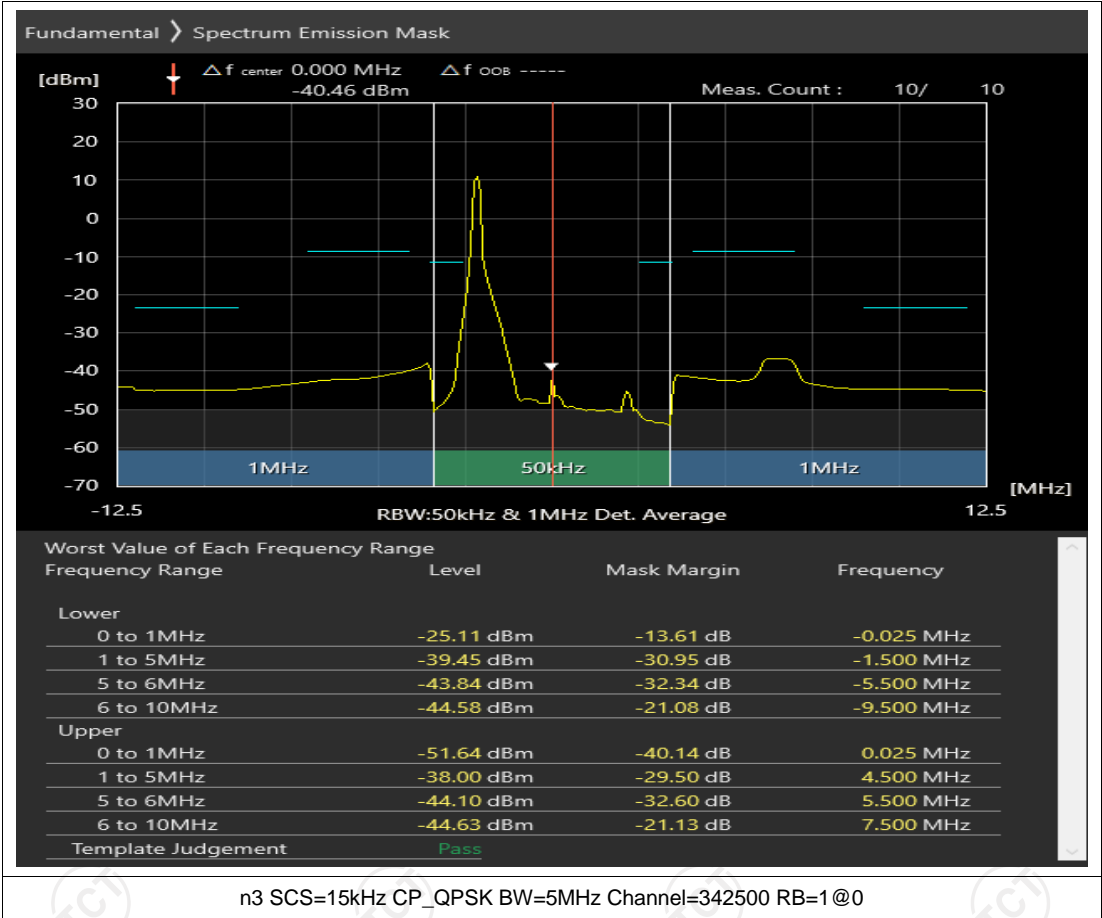 Fundamental ❯ Spectrum Emission Mask
[dBm] △f center 0.000 MHz △f OOB -----
-40.46 dBm Meas. Count : 10/ 10
30
20
10
0
-10
-20
-30
-40
-50
-60
1MHz 50kHz 1MHz
-70 [MHz]
-12.5 RBW:50kHz & 1MHz Det. Average 12.5
Worst Value of Each Frequency Range
Frequency Range Level Mask Margin Frequency
Lower
0 to 1MHz -25.11 dBm -13.61 dB -0.025 MHz
1 to 5MHz -39.45 dBm -30.95 dB -1.500 MHz
5 to 6MHz -43.84 dBm -32.34 dB -5.500 MHz
6 to 10MHz -44.58 dBm -21.08 dB -9.500 MHz
Upper
0 to 1MHz -51.64 dBm -40.14 dB 0.025 MHz
1 to 5MHz -38.00 dBm -29.50 dB 4.500 MHz
5 to 6MHz -44.10 dBm -32.60 dB 5.500 MHz
6 to 10MHz -44.63 dBm -21.13 dB 7.500 MHz
Template Judgement Pass
n3 SCS=15kHz CP_QPSK BW=5MHz Channel=342500 RB=1@0
TCT TCT TCT TCT